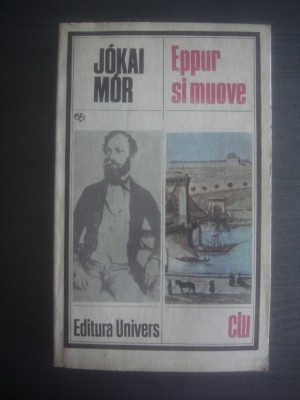 JÓKAI
MÓR
Eppur
si muove
Editura Univers
clu